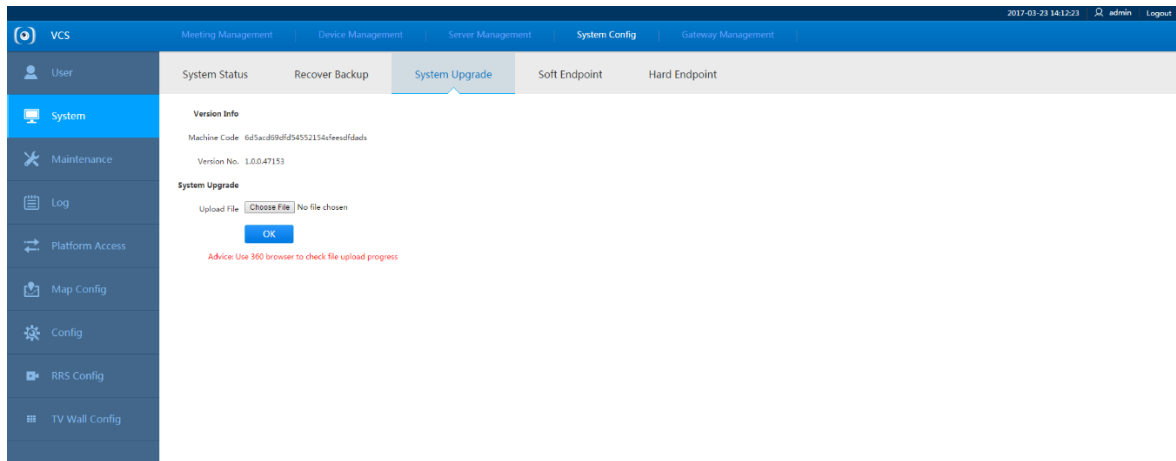 2017-03-23 14:12:23 admin Logout
VCS Meeting Management Device Management Server Management System Config Gateway Management
User
System
Maintenance
Log
Platform Access
Map Config
Config
RRS Config
TV Wall Config
System Status Recover Backup System Upgrade Soft Endpoint Hard Endpoint
Version Info
Machine Code 6d5acd69dfd54552154sfeesdfdads
Version No. 1.0.0.47153
System Upgrade
Upload File Choose File No file chosen
OK
Advice: Use 360 browser to check file upload progress